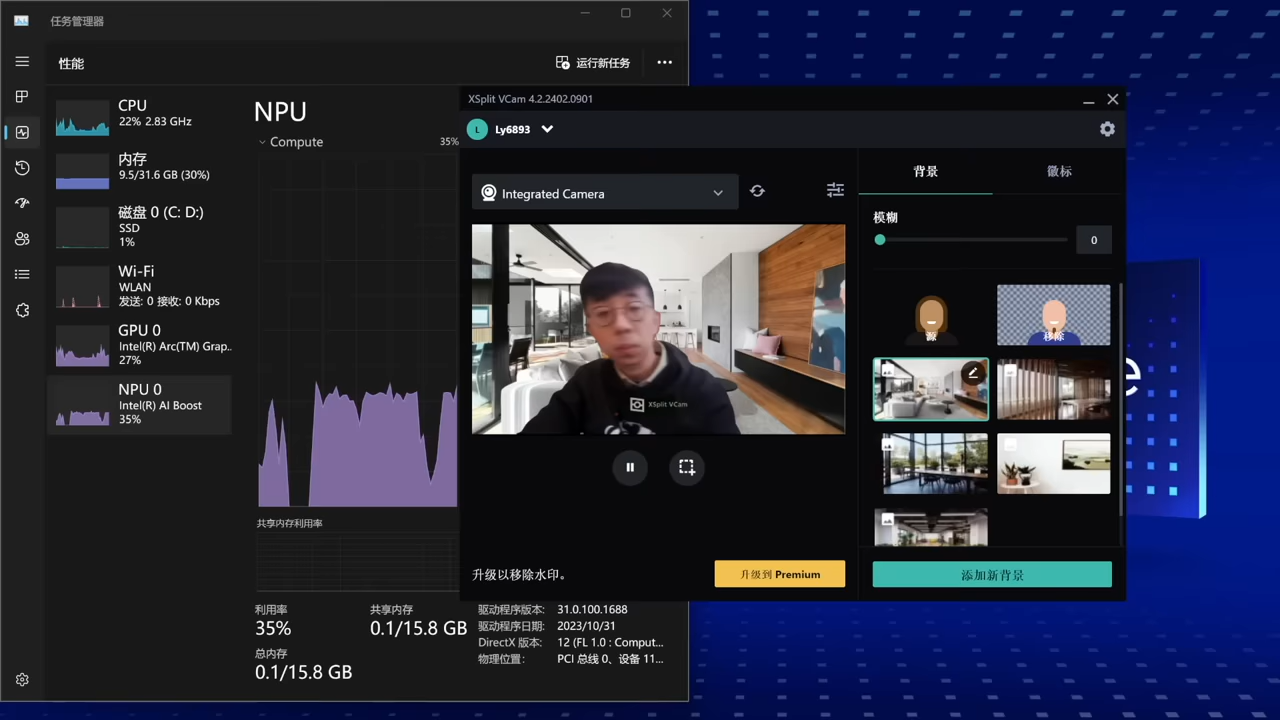 任务管理器
性能
运行新任务
CPU
22% 2.83 GHz
内存
9.5/31.6 GB (30%)
磁盘 0 (C: D:)
SSD
1%
Wi-Fi
WLAN
发送: 0 接收: 0 Kbps
GPU 0
Intel(R) Arc(TM) Grap..
27%
NPU 0
Intel(R) AI Boost
35%
NPU
Compute
35%
共享内存利用率
利用率
35%
共享内存
0.1/15.8 GB
总内存
0.1/15.8 GB
驱动程序版本: 31.0.100.1688
驱动程序日期: 2023/10/31
DirectX 版本: 12 (FL 1.0 : Comput...
物理位置: PCI 总线 0、设备 11...
XSplit VCam 4.2.2402.0901
L
Ly6893
Integrated Camera
XSplit VCam
升级以移除水印。
升级到 Premium
背景
徽标
模糊
0
源
移除
添加新背景
e